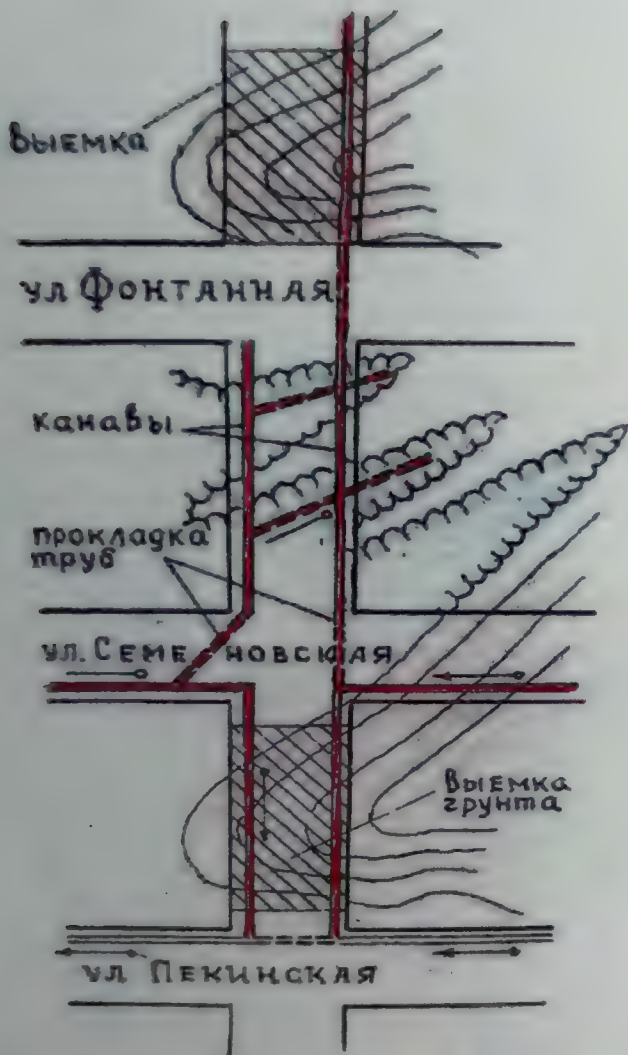 Выемка
ул Фонтанная
канавы
прокладка
труб
ул. Семеновская
Выемка
грунта
ул Пекинская